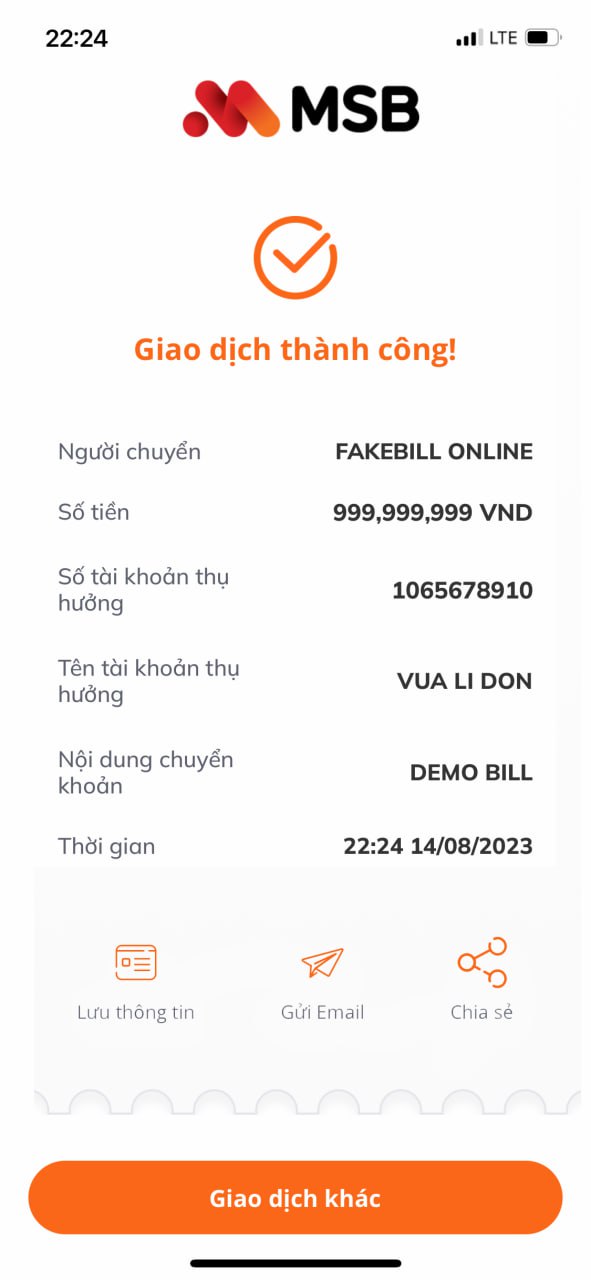 22:24 LTE
MSB
Giao dịch thành công!
Người chuyển FAKEBILL ONLINE
Số tiền 999,999,999 VND
Số tài khoản thụ
hưởng 1065678910
Tên tài khoản thụ
hưởng VUA LI DON
Nội dung chuyển
khoản DEMO BILL
Thời gian 22:24 14/08/2023
Lưu thông tin Gửi Email Chia sẻ
Giao dịch khác